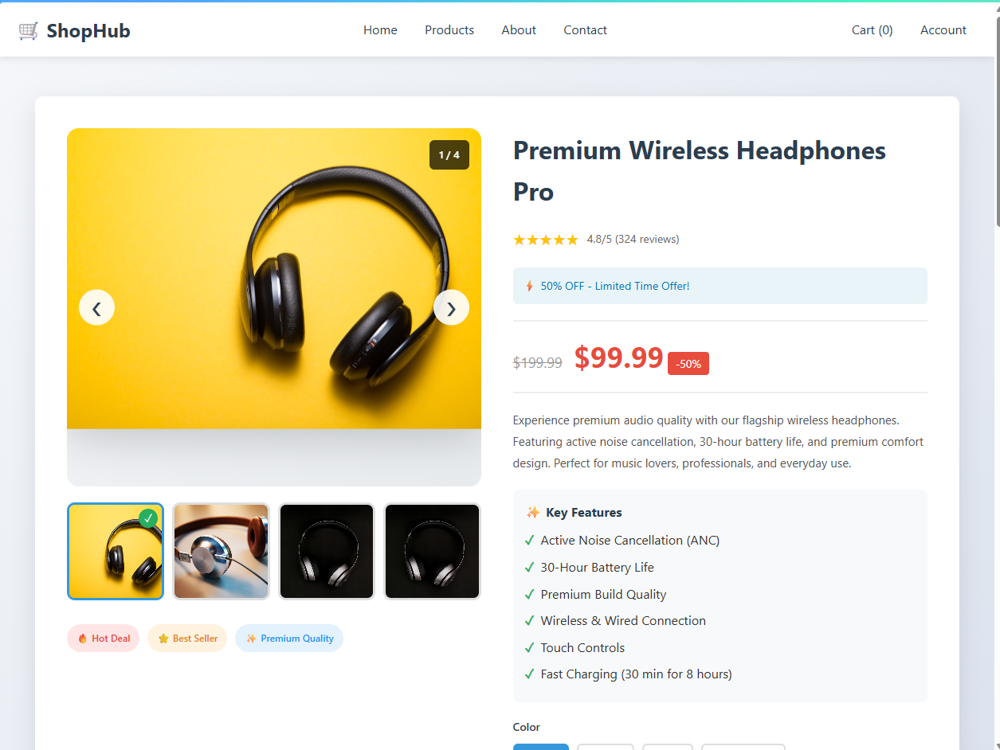 ShopHub
Home Products About Contact
Cart (0) Account
1 / 4
Premium Wireless Headphones
Pro
4.8/5 (324 reviews)
50% OFF - Limited Time Offer!
$199.99 $99.99 -50%
Experience premium audio quality with our flagship wireless headphones.
Featuring active noise cancellation, 30-hour battery life, and premium comfort
design. Perfect for music lovers, professionals, and everyday use.
Key Features
Active Noise Cancellation (ANC)
30-Hour Battery Life
Premium Build Quality
Wireless & Wired Connection
Touch Controls
Fast Charging (30 min for 8 hours)
Hot Deal Best Seller Premium Quality
Color